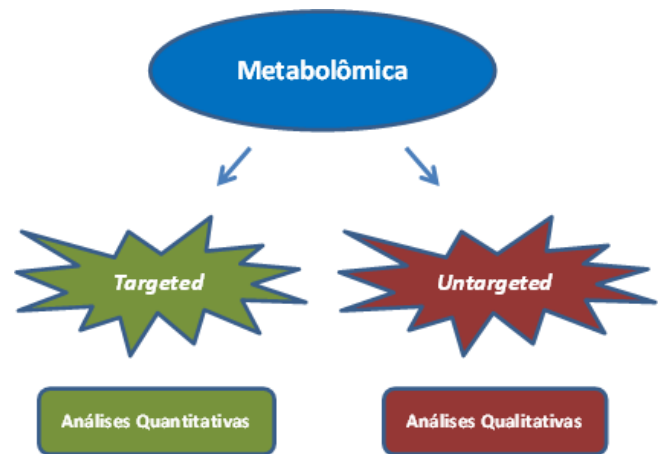 Metabolômica
Targeted
Untargeted
Análises Quantitativas
Análises Qualitativas